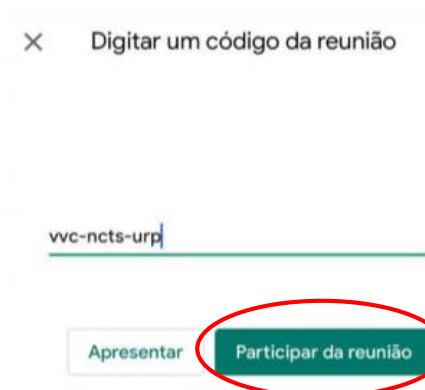 Digitar um código da reunião
vvc-ncts-urp
Apresentar
Participar da reunião